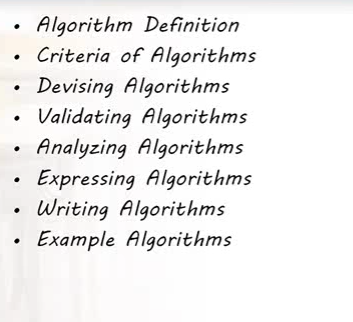 • Algorithm Definition
• Criteria of Algorithms
• Devising Algorithms
• Validating Algorithms
• Analyzing Algorithms
• Expressing Algorithms
• Writing Algorithms
• Example Algorithms